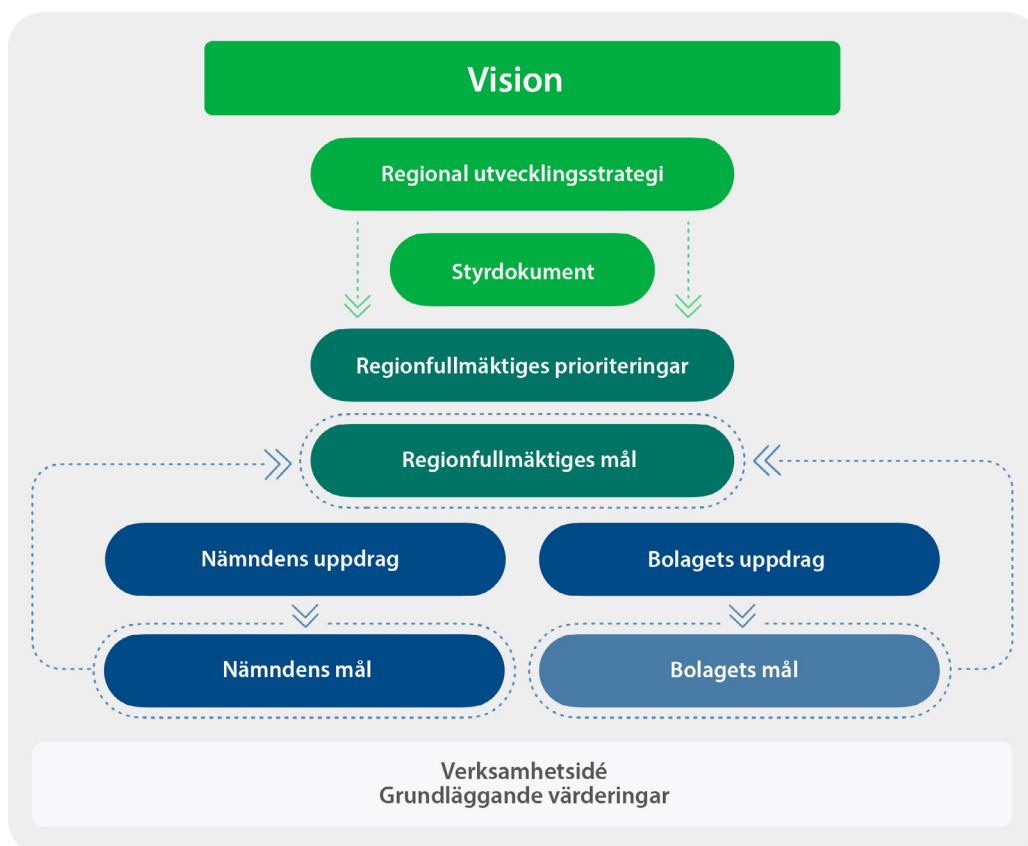 Vision
Regional utvecklingsstrategi
Styrdokument
Regionfullmäktiges prioriteringar
Regionfullmäktiges mål
Nämndens uppdrag
Bolagets uppdrag
Nämndens mål
Bolagets mål
Verksamhetsidé
Grundläggande värderingar